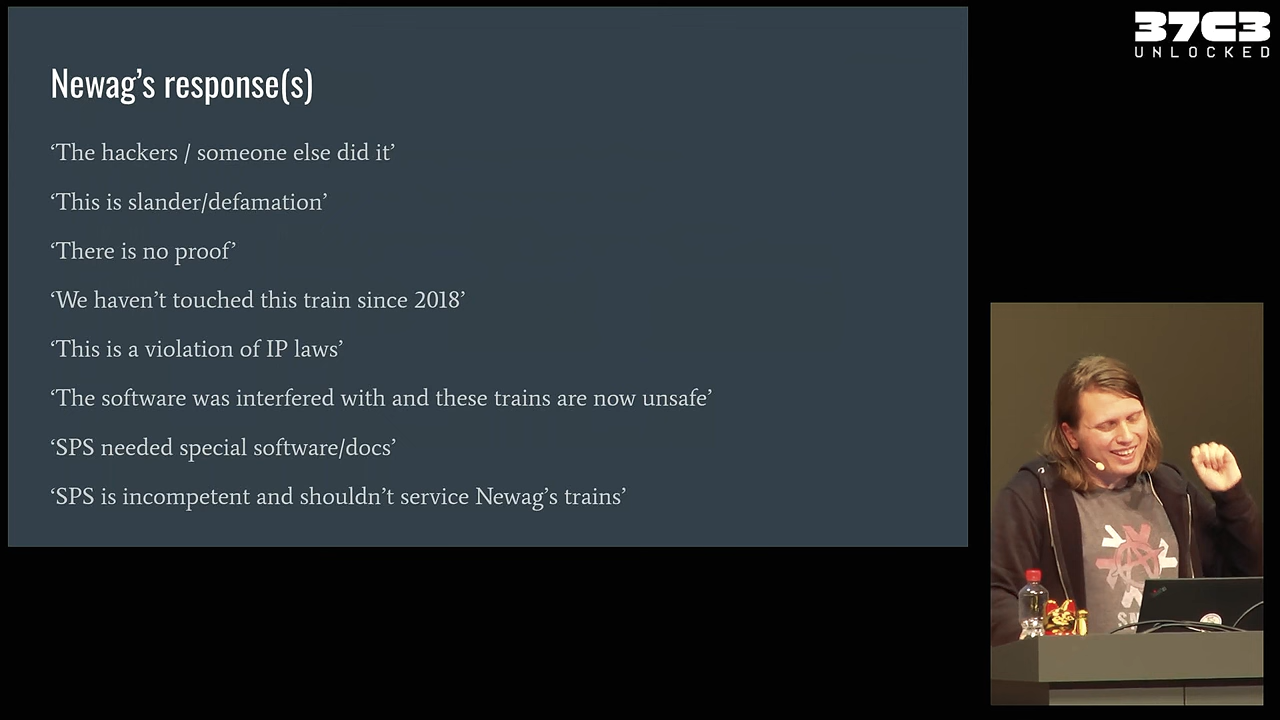 37C3
UNLOCKED
Newag’s response(s)
‘The hackers / someone else did it’
‘This is slander/defamation’
‘There is no proof’
‘We haven’t touched this train since 2018’
‘This is a violation of IP laws’
‘The software was interfered with and these trains are now unsafe’
‘SPS needed special software/docs’
‘SPS is incompetent and shouldn’t service Newag’s trains’